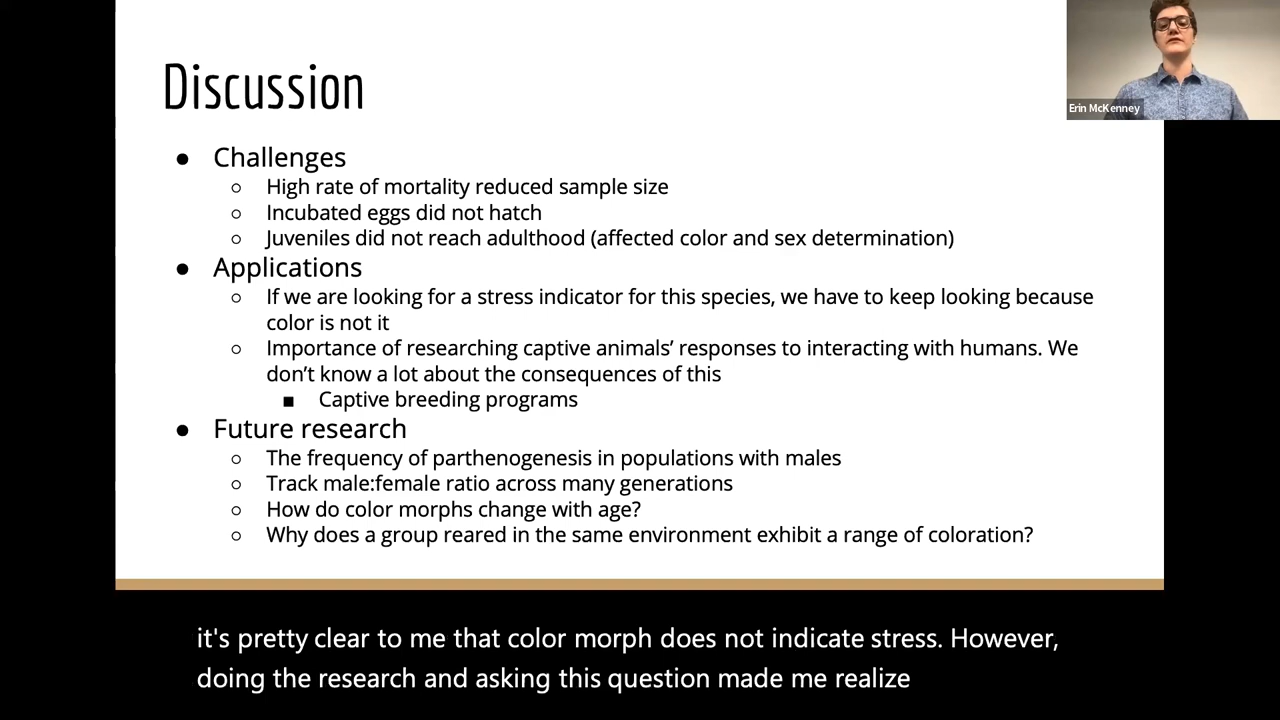 Discussion
Erin McKenney
● Challenges
○ High rate of mortality reduced sample size
○ Incubated eggs did not hatch
○ Juveniles did not reach adulthood (affected color and sex determination)
● Applications
○ If we are looking for a stress indicator for this species, we have to keep looking because
color is not it
○ Importance of researching captive animals’ responses to interacting with humans. We
don’t know a lot about the consequences of this
■ Captive breeding programs
● Future research
○ The frequency of parthenogenesis in populations with males
○ Track male:female ratio across many generations
○ How do color morphs change with age?
○ Why does a group reared in the same environment exhibit a range of coloration?
it's pretty clear to me that color morph does not indicate stress. However,
doing the research and asking this question made me realize